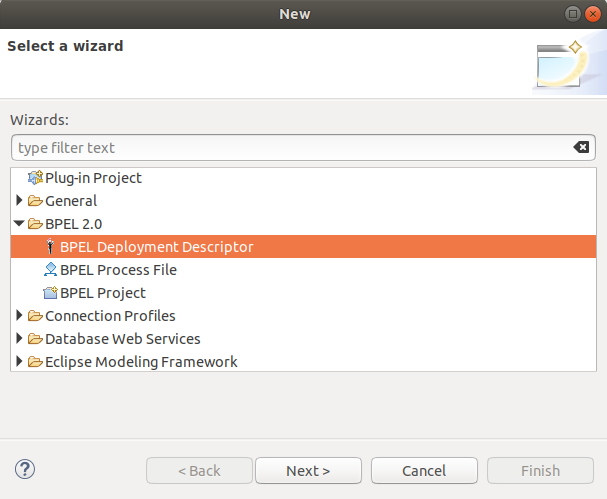 New
Select a wizard
Wizards:
type filter text
Plug-in Project
General
BPEL 2.0
BPEL Deployment Descriptor
BPEL Process File
BPEL Project
Connection Profiles
Database Web Services
Eclipse Modeling Framework
? < Back Next > Cancel Finish